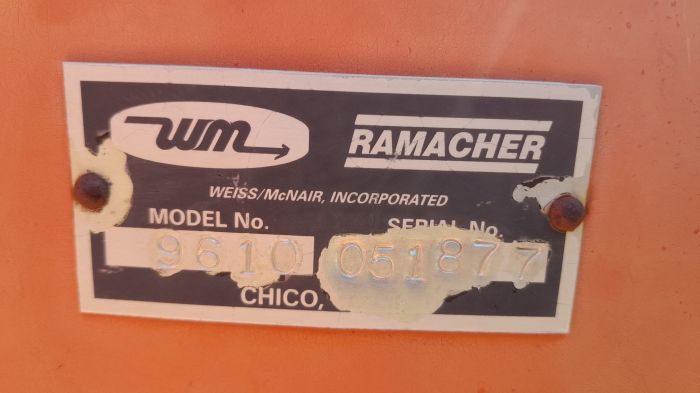 WM RAMACHER
WEISS/McNAIR, INCORPORATED
MODEL No. SERIAL No.
9610 051877
CHICO,